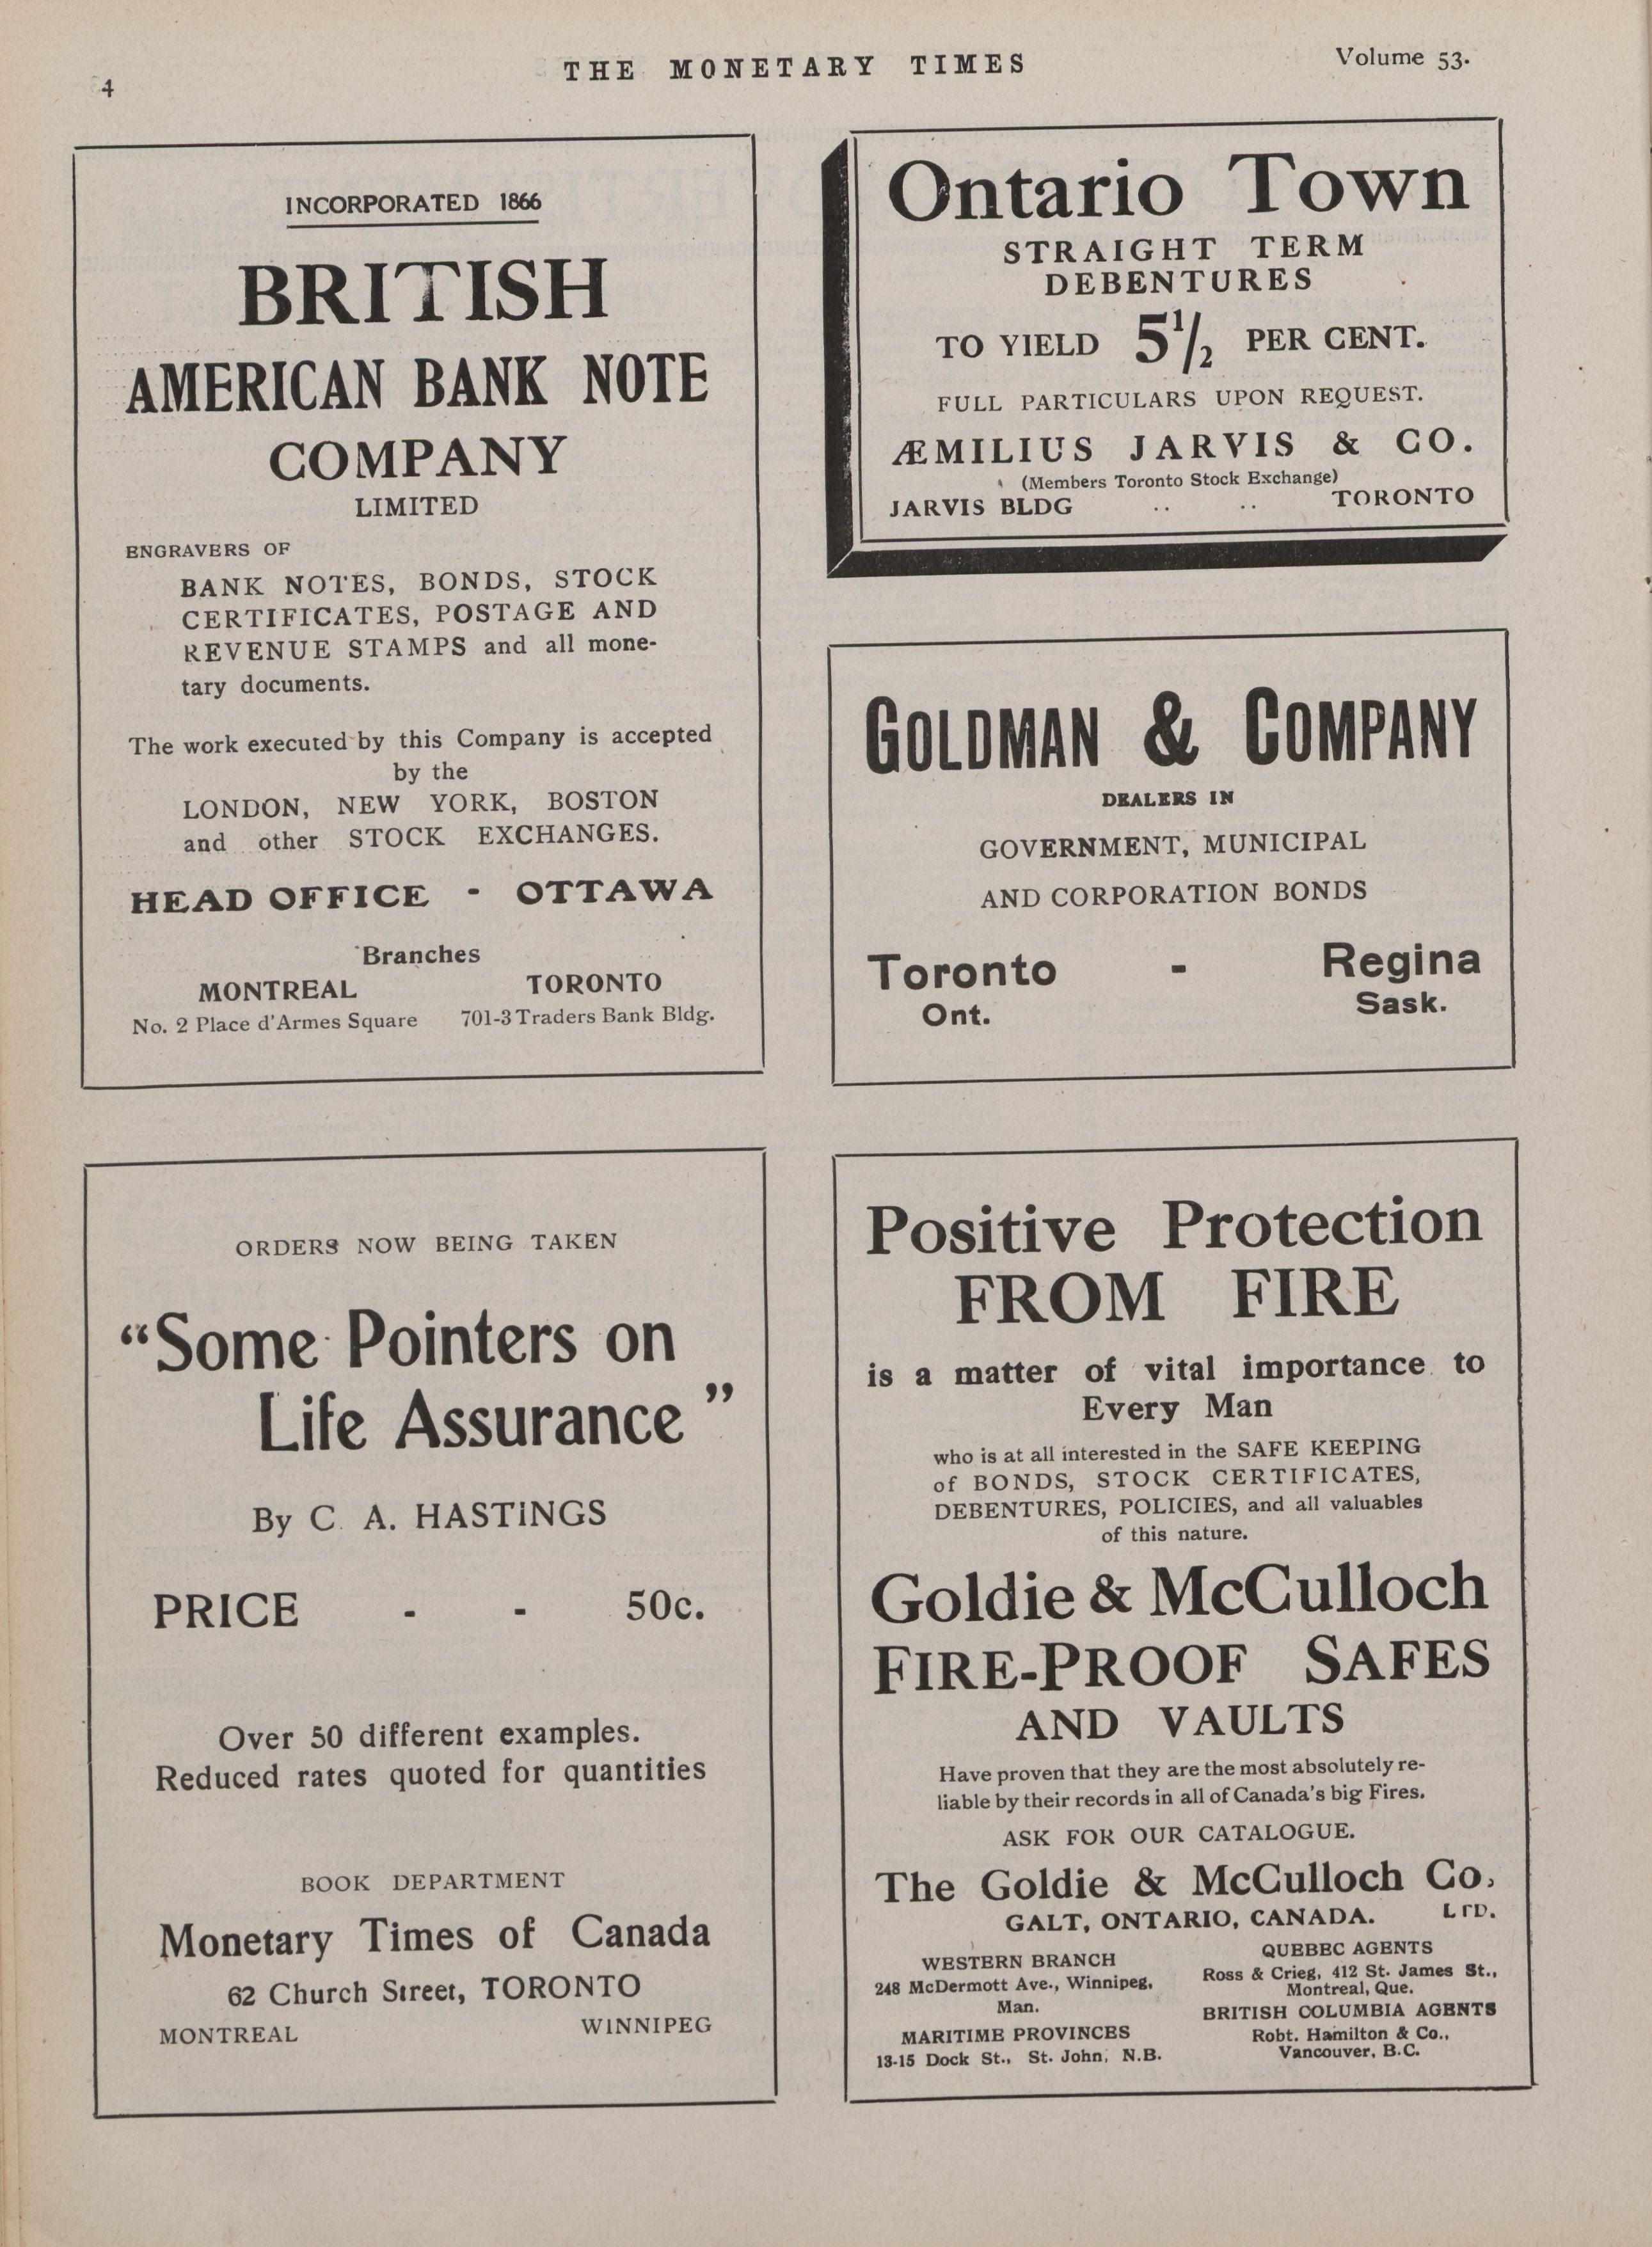 4
THE MONETARY TIMES
Volume 53.
INCORPORATED 1866
BRITISH
AMERICAN BANK NOTE
COMPANY
LIMITED
ENGRAVERS OF
BANK NOTES, BONDS, STOCK
CERTIFICATES, POSTAGE AND
REVENUE STAMPS and all mone-
tary documents.
The work executed by this Company is accepted
by the
LONDON, NEW YORK, BOSTON
and other STOCK EXCHANGES.
HEAD OFFICE - OTTAWA
Branches
MONTREAL TORONTO
No. 2 Place d'Armes Square 701-3 Traders Bank Bldg.
Ontario Town
STRAIGHT TERM
DEBENTURES
TO YIELD 5 1/2 PER CENT.
FULL PARTICULARS UPON REQUEST.
ÆMILIUS JARVIS & CO.
(Members Toronto Stock Exchange)
JARVIS BLDG .. .. TORONTO
GOLDMAN & COMPANY
DEALERS IN
GOVERNMENT, MUNICIPAL
AND CORPORATION BONDS
Toronto - Regina
Ont. Sask.
ORDERS NOW BEING TAKEN
“Some Pointers on
Life Assurance”
By C. A. HASTINGS
PRICE - - 50c.
Over 50 different examples.
Reduced rates quoted for quantities
BOOK DEPARTMENT
Monetary Times of Canada
62 Church Street, TORONTO
MONTREAL WINNIPEG
Positive Protection
FROM FIRE
is a matter of vital importance to
Every Man
who is at all interested in the SAFE KEEPING
of BONDS, STOCK CERTIFICATES,
DEBENTURES, POLICIES, and all valuables
of this nature.
Goldie & McCulloch
FIRE-PROOF SAFES
AND VAULTS
Have proven that they are the most absolutely re-
liable by their records in all of Canada's big Fires.
ASK FOR OUR CATALOGUE.
The Goldie & McCulloch Co.,
GALT, ONTARIO, CANADA. LTD.
WESTERN BRANCH
248 McDermott Ave., Winnipeg,
Man.
MARITIME PROVINCES
13-15 Dock St., St. John, N.B.
QUEBEC AGENTS
Ross & Crieg, 412 St. James St.,
Montreal, Que.
BRITISH COLUMBIA AGENTS
Robt. Hamilton & Co.,
Vancouver, B.C.